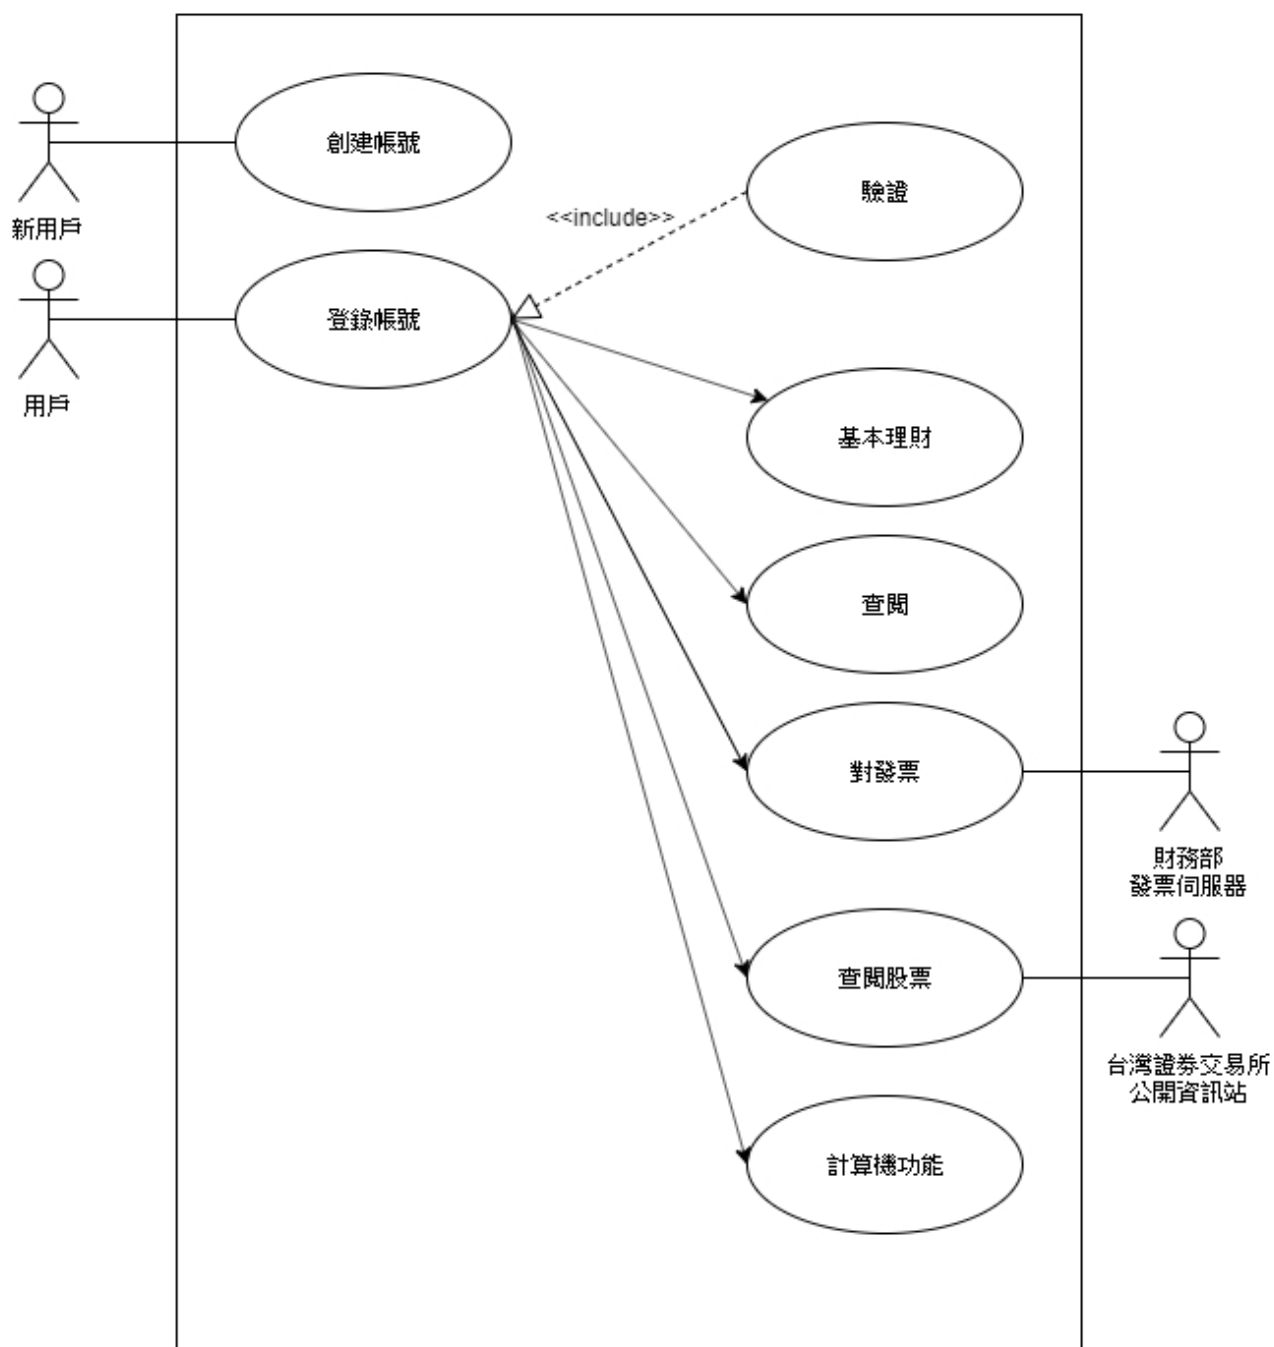 創建帳號
驗證
<<include>>
新用戶
登錄帳號
用戶
基本理財
查閱
對發票
財務部
發票伺服器
查閱股票
台灣證券交易所
公開資訊站
計算機功能